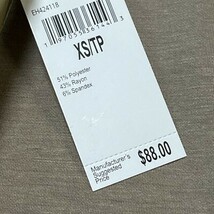 EH424118
XS/TP
51% Polyester
43% Rayon
6% Spandex
Manufacturer's
Suggested
Price
$88.00